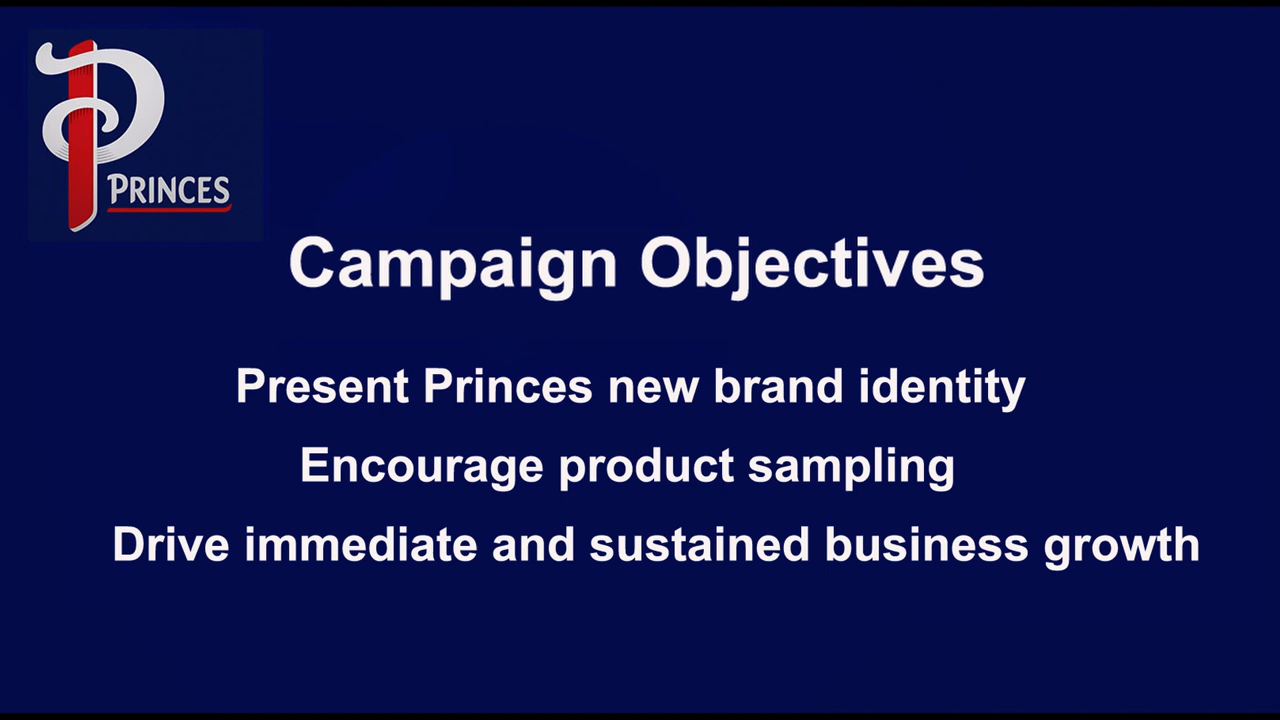 PRINCES
Campaign Objectives
Present Princes new brand identity
Encourage product sampling
Drive immediate and sustained business growth